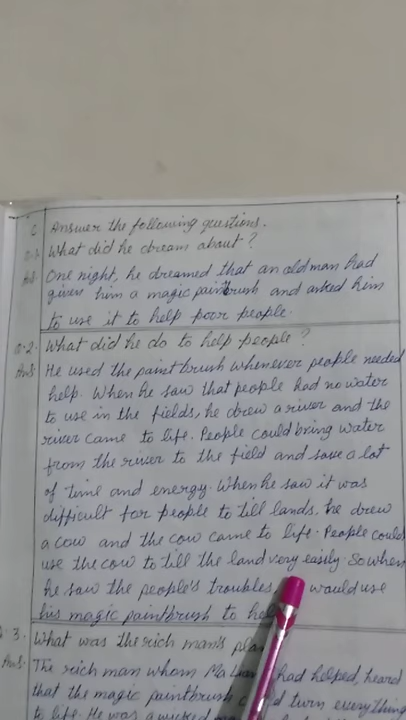 C. Answer the following questions.
Q.1. What did he dream about?
Ans. One night, he dreamed that an old man had
given him a magic paintbrush and asked him
to use it to help poor people.
Q.2. What did he do to help people?
Ans: He used the paintbrush whenever people needed
help. When he saw that people had no water
to use in the fields, he drew a river and the
river came to life. People could bring water
from the river to the field and save a lot
of time and energy. When he saw it was
difficult for people to till lands, he drew
a cow and the cow came to life. People could
use the cow to till the land very easily. So when
he saw the people's troubles, would use
his magic paintbrush to
3. What was the rich man's
Ans: The rich man whom had helped, heard
that the magic paintbrush turn everything
to life. He was a wicked